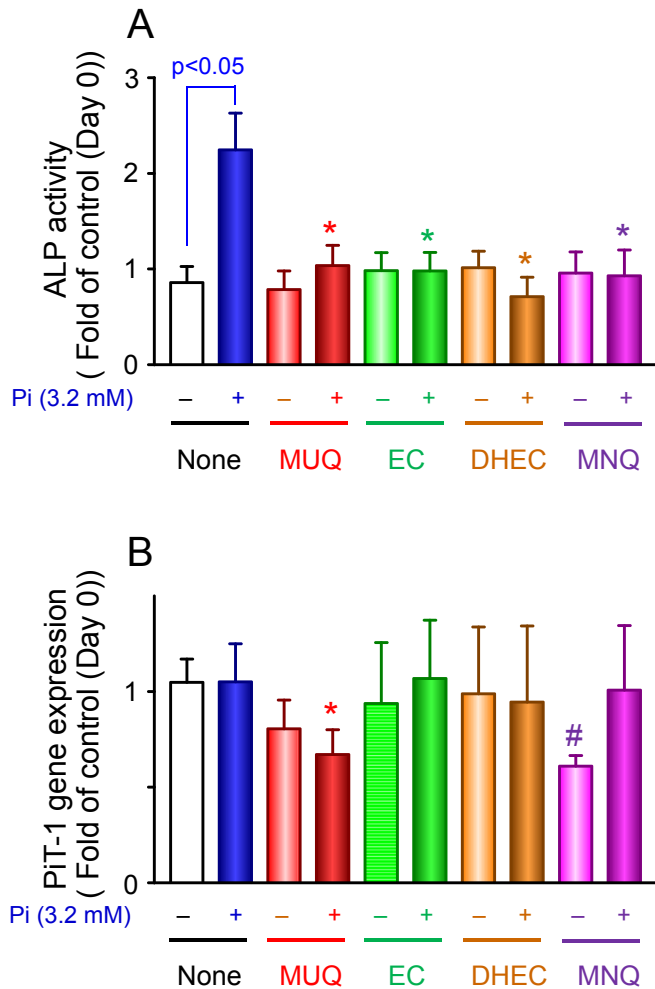 A
p<0.05
ALP activity
( Fold of control (Day 0))
3
2
1
0
* * * *
Pi (3.2 mM) – + – + – + – + – +
None MUQ EC DHEC MNQ
B
PiT-1 gene expression
( Fold of control (Day 0))
1
0
* #
Pi (3.2 mM) – + – + – + – + – +
None MUQ EC DHEC MNQ